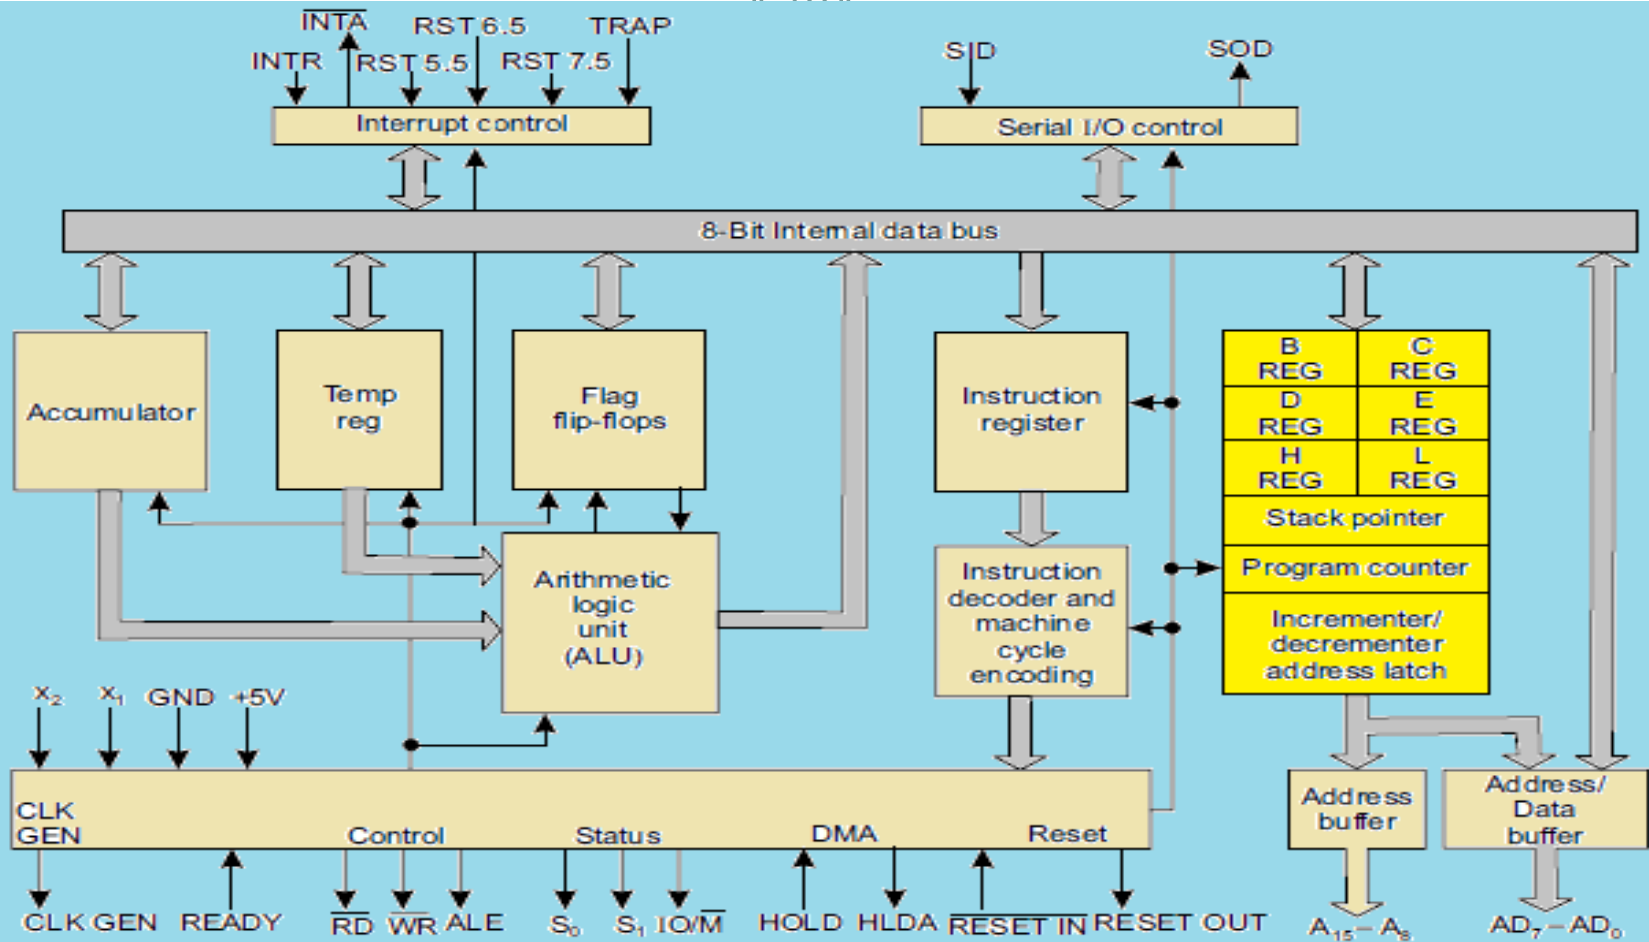 INTA
RST 6.5
TRAP
INTR
RST 5.5
RST 7.5
SID
SOD
Interrupt control
Serial I/O control
8-Bit Internal data bus
Accumulator
Temp
reg
Flag
flip-flops
Instruction
register
B
REG
C
REG
D
REG
E
REG
H
REG
L
REG
Stack pointer
Program counter
Incrementer/
decrementer
address latch
Arithmetic
logic
unit
(ALU)
Instruction
decoder and
machine
cycle
encoding
X₂
X₁
GND
+5V
CLK
GEN
Control
Status
DMA
Reset
Address
buffer
Address/
Data
buffer
CLK GEN
READY
RD
WR
ALE
S₀
S₁
IO/M
HOLD
HLDA
RESET IN
RESET OUT
A₁₅ – A₈
AD₇ – AD₀